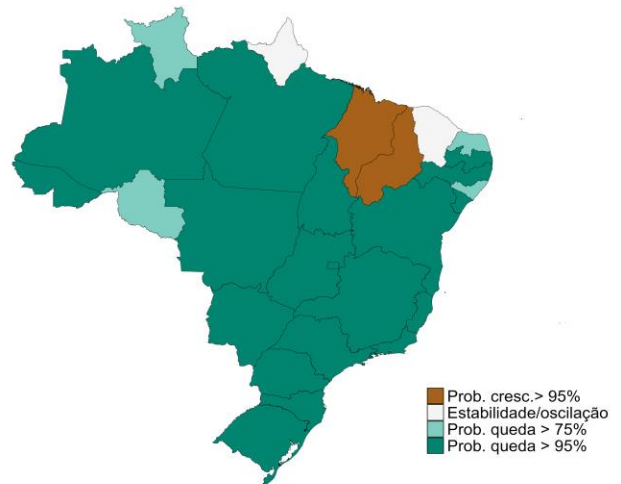 Prob. cresc.> 95%
Estabilidade/oscilação
Prob. queda > 75%
Prob. queda > 95%